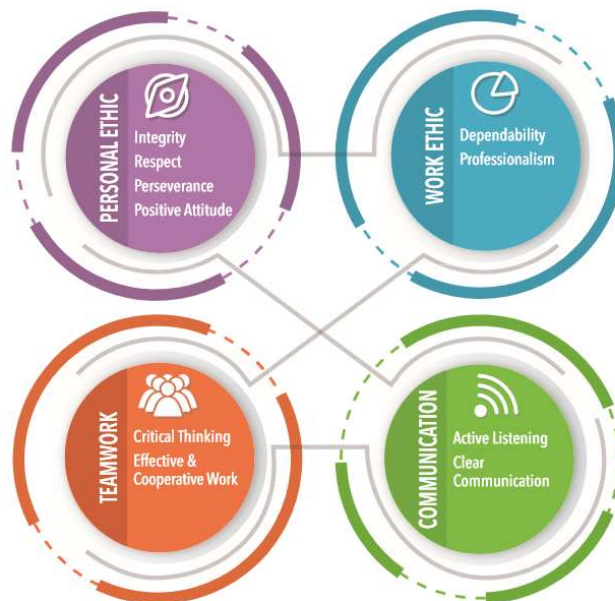 PERSONAL ETHIC
Integrity
Respect
Perseverance
Positive Attitude
WORK ETHIC
Dependability
Professionalism
TEAMWORK
Critical Thinking
Effective &
Cooperative Work
COMMUNICATION
Active Listening
Clear
Communication